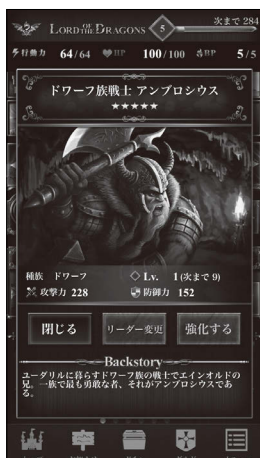 LORD OF THE DRAGONS 5 次まで 284
行動力 64/64 HP 100/100 BP 5/5
ドワーフ族戦士 アンブロシウス
★★★★★
種族 ドワーフ Lv. 1(次まで 9)
攻撃力 228 防御力 152
閉じる リーダー変更 強化する
Backstory
ユーダリルに暮らすドワーフ族の戦士でエインオルドの
兄。一族で最も勇敢な者、それがアンブロシウスであ
る。